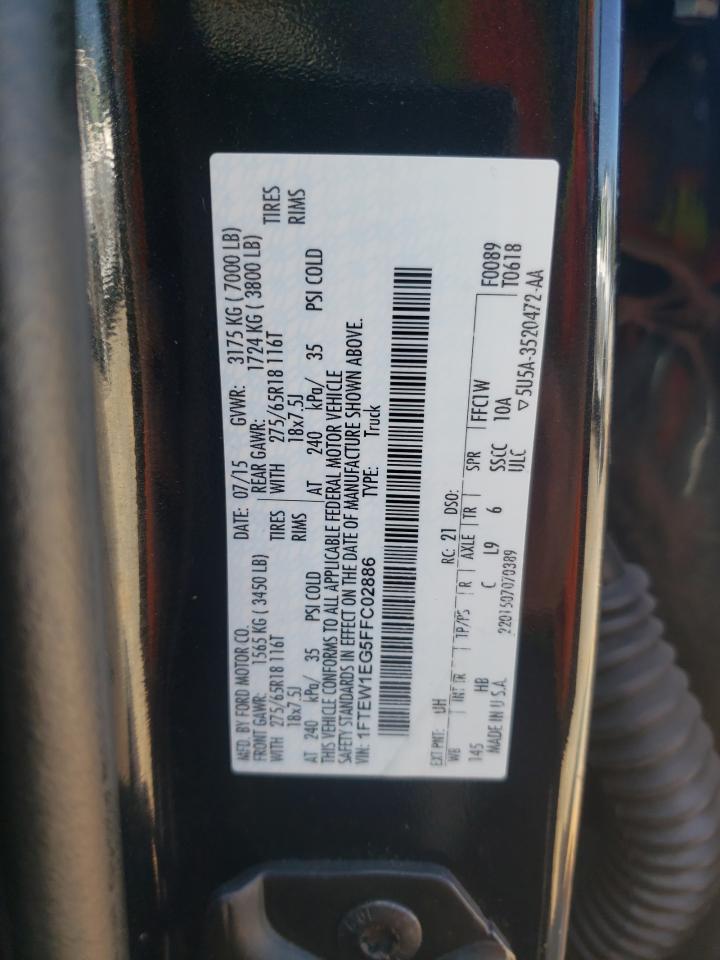 MFD. BY FORD MOTOR CO.
DATE: 07/15 GVWR: 3175 KG ( 7000 LB)
FRONT GAWR: 1565 KG ( 3450 LB) REAR GAWR: 1724 KG ( 3800 LB)
WITH 275/65R18 116T TIRES WITH 275/65R18 116T TIRES
18x7.5J RIMS 18x7.5J RIMS
AT 240 kPa/ 35 PSI COLD AT 240 kPa/ 35 PSI COLD
THIS VEHICLE CONFORMS TO ALL APPLICABLE FEDERAL MOTOR VEHICLE
SAFETY STANDARDS IN EFFECT ON THE DATE OF MANUFACTURE SHOWN ABOVE.
VIN: 1FTEW1EG5FFC02886 TYPE: Truck
EXT PNT: UH RC: 21 DSO:
WB INT TR TP/PS R AXLE TR SPR FFC1W F0089
145 HB C L9 6 SSCC 10A T0618
MADE IN U.S.A. 2201507070389 ULC ▽5U5A-3520472-AA